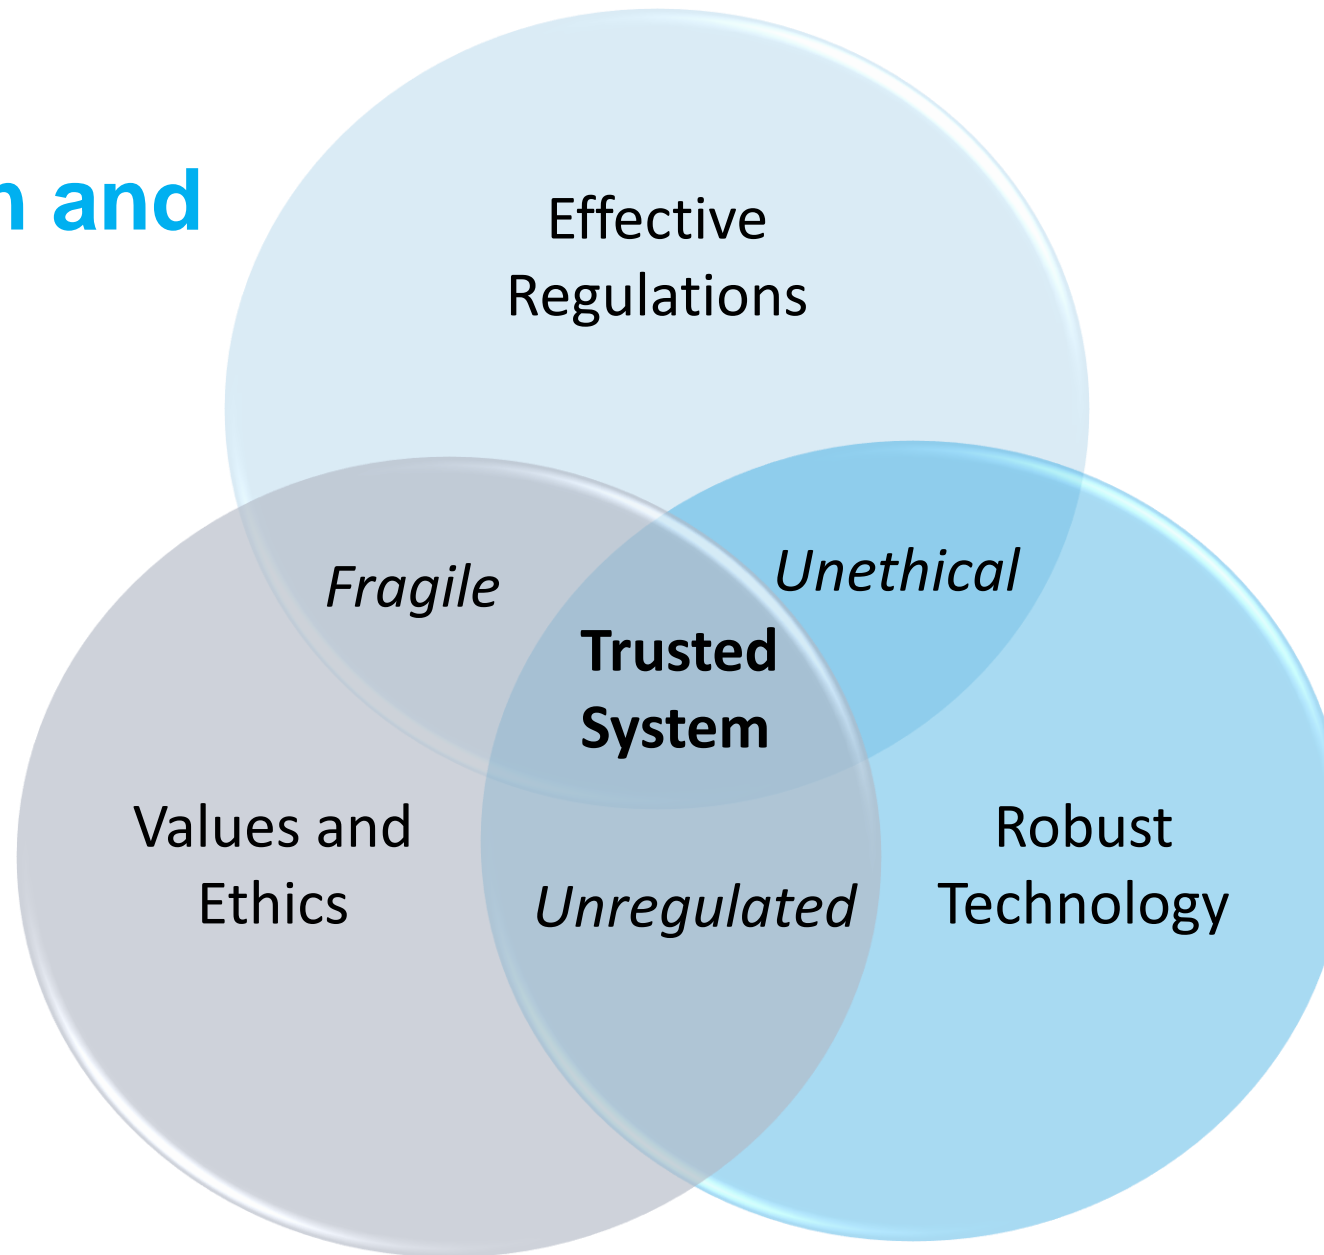 n and
Effective
Regulations
Fragile
Unethical
Trusted
System
Values and
Ethics
Robust
Technology
Unregulated